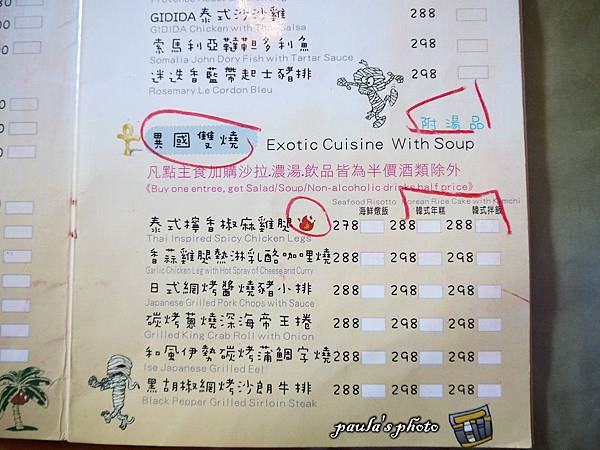 GIDIDA泰式沙沙雞 288
GIDIDA Chicken with Thai Salsa
索馬利亞韃靼多利魚 298
Somalia John Dory Fish with Tartar Sauce
迷迭香藍帶起士豬排 298
Rosemary Le Cordon Bleu
附湯品
異國雙燒 Exotic Cuisine With Soup
凡點主食加購沙拉.濃湯.飲品皆為半價酒類除外
《Buy one entree, get Salad/Soup/Non-alcoholic drinks half price》
Seafood Risotto Korean Rice Cake with Kimchi
海鮮燉飯 韓式年糕 韓式拌飯
泰式檸香椒麻雞腿 278 288 288
Thai Inspired Spicy Chicken Legs
香蒜雞腿熱淋乳酪咖哩燒 288 298 298
Garlic Chicken Leg with Hot Spray of Cheese and Curry
日式網烤醬燒豬小排 288 298 298
Japanese Grilled Pork Chops with Sauce
碳烤蔥燒深海帝王捲 288 298 298
Grilled King Crab Roll with Onion
和風伊勢碳烤蒲鯛字燒 288 298 298
Ise Japanese Grilled Eel
黑胡椒網烤沙朗牛排 288 298 298
Black Pepper Grilled Sirloin Steak
paula's photo